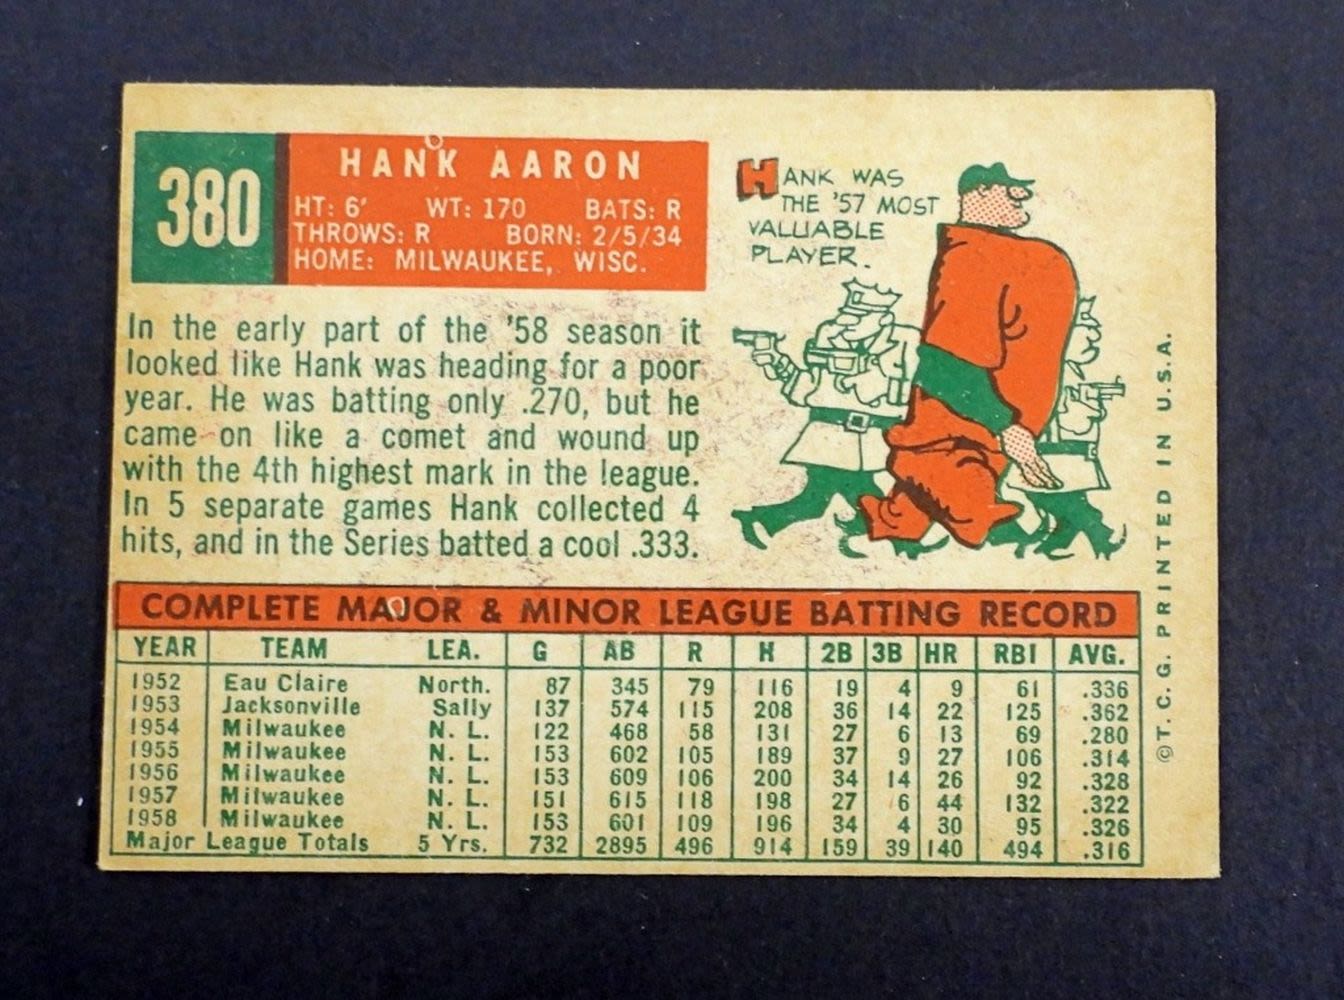 380
HANK AARON
HT: 6' WT: 170 BATS: R
THROWS: R BORN: 2/5/34
HOME: MILWAUKEE, WISC.
In the early part of the '58 season it
looked like Hank was heading for a poor
year. He was batting only .270, but he
came on like a comet and wound up
with the 4th highest mark in the league.
In 5 separate games Hank collected 4
hits, and in the Series batted a cool .333.
HANK WAS
THE '57 MOST
VALUABLE
PLAYER.
COMPLETE MAJOR & MINOR LEAGUE BATTING RECORD
YEAR TEAM LEA. G AB R H 2B 3B HR RBI AVG.
1952 Eau Claire North. 87 345 79 116 19 4 9 61 .336
1953 Jacksonville Sally 137 574 115 208 36 14 22 125 .362
1954 Milwaukee N. L. 122 468 58 131 27 6 13 69 .280
1955 Milwaukee N. L. 153 602 105 189 37 9 27 106 .314
1956 Milwaukee N. L. 153 609 106 200 34 14 26 92 .328
1957 Milwaukee N. L. 151 615 118 198 27 6 44 132 .322
1958 Milwaukee N. L. 153 601 109 196 34 4 30 95 .326
Major League Totals 5 Yrs. 732 2895 496 914 159 39 140 494 .316
©T. C. G. PRINTED IN U.S.A.